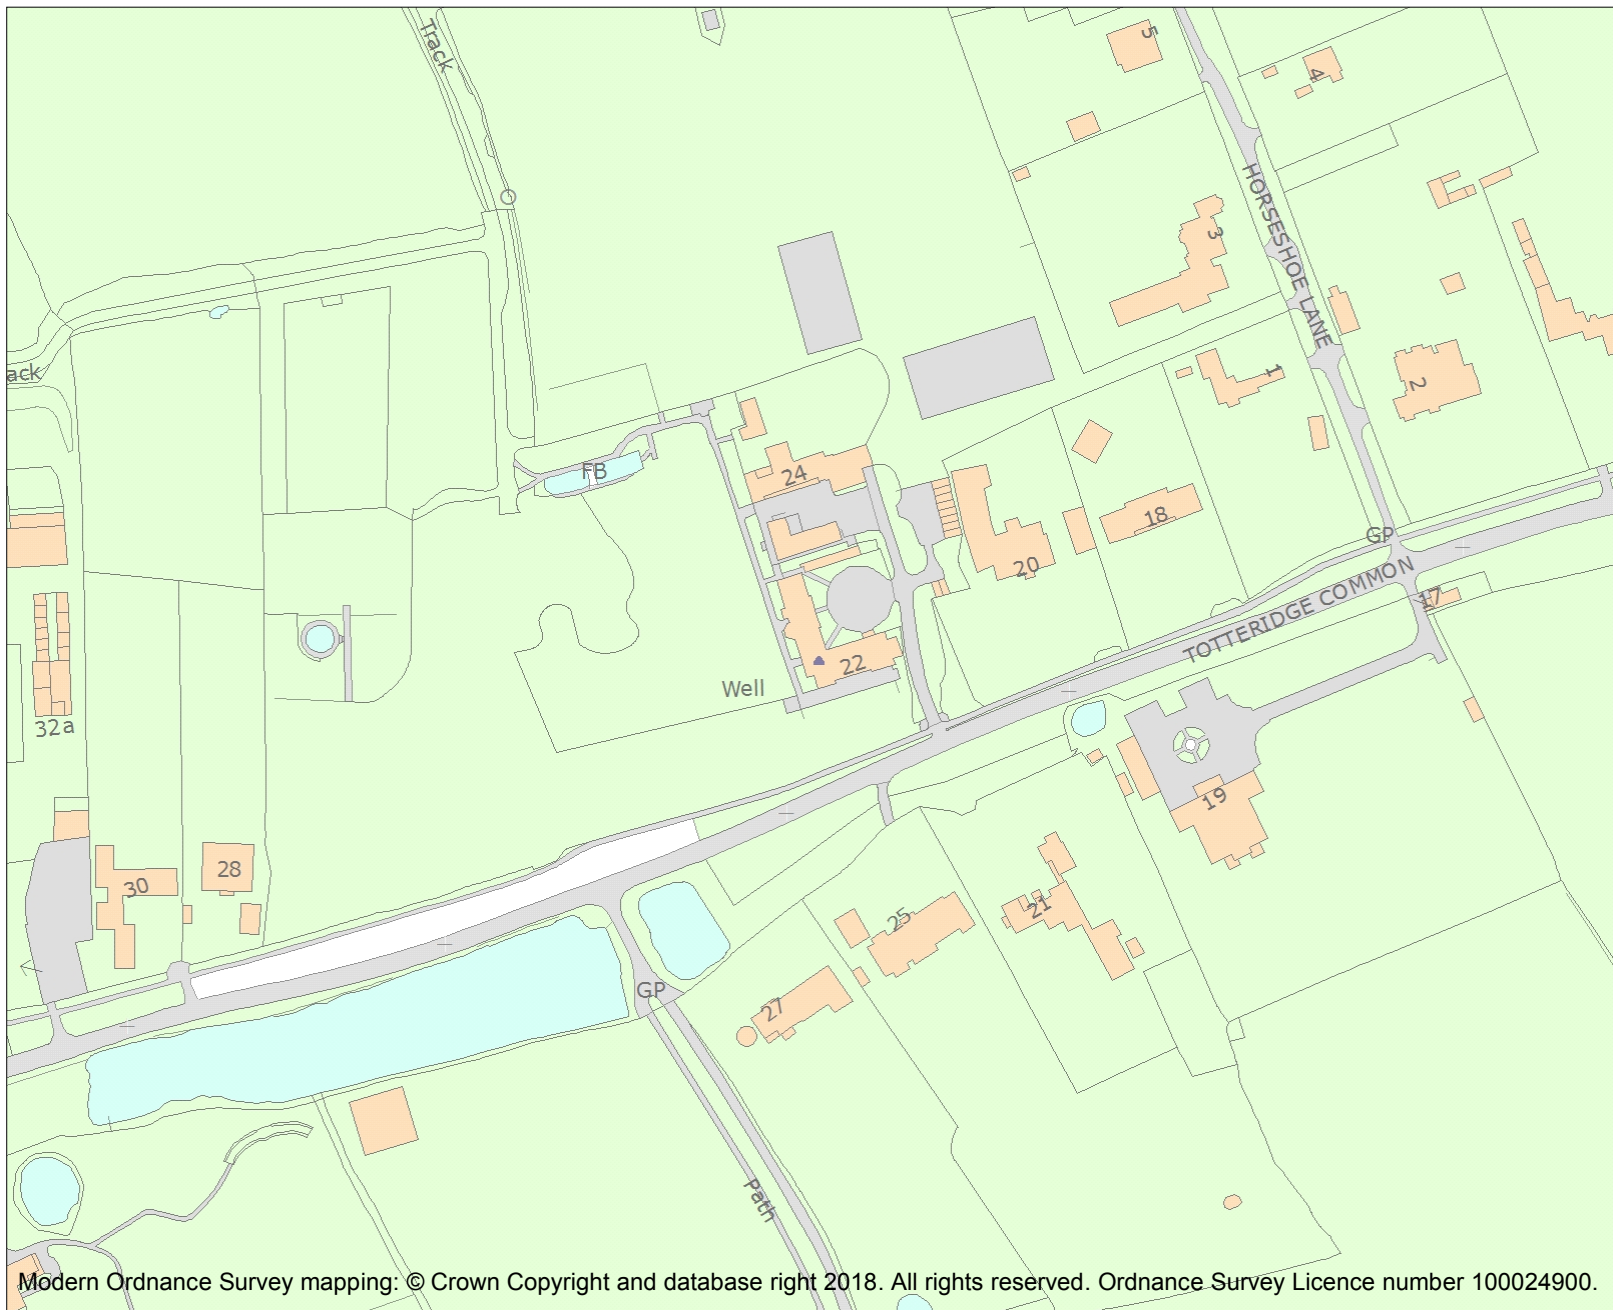 Track
5
4
HORSESHOE LANE
3
ack
1
2
24
FB
18
GP
20
TOTTERIDGE COMMON
17
22
Well
32a
19
28
30
21
25
GP
27
Path
Modern Ordnance Survey mapping: © Crown Copyright and database right 2018. All rights reserved. Ordnance Survey Licence number 100024900.